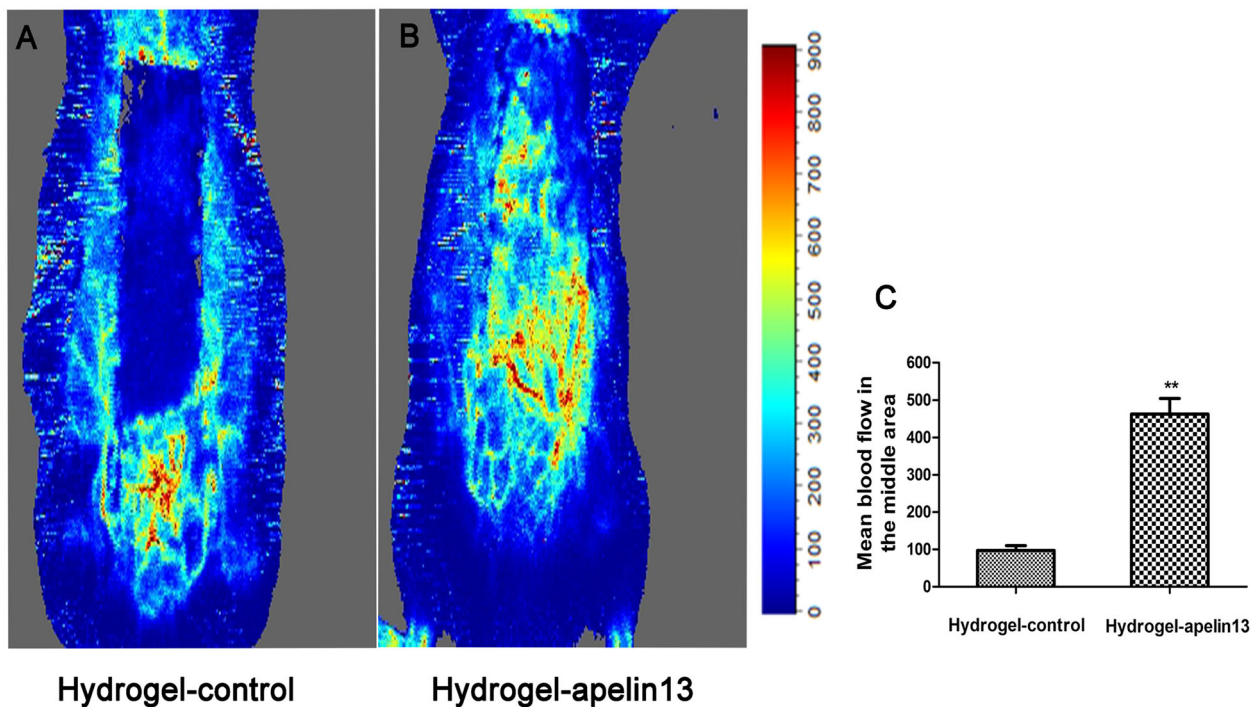 A
B
900
800
700
600
500
400
300
200
100
0
C
Mean blood flow in
the middle area
600
500
400
300
200
100
0
**
Hydrogel-control
Hydrogel-apelin13
Hydrogel-control
Hydrogel-apelin13